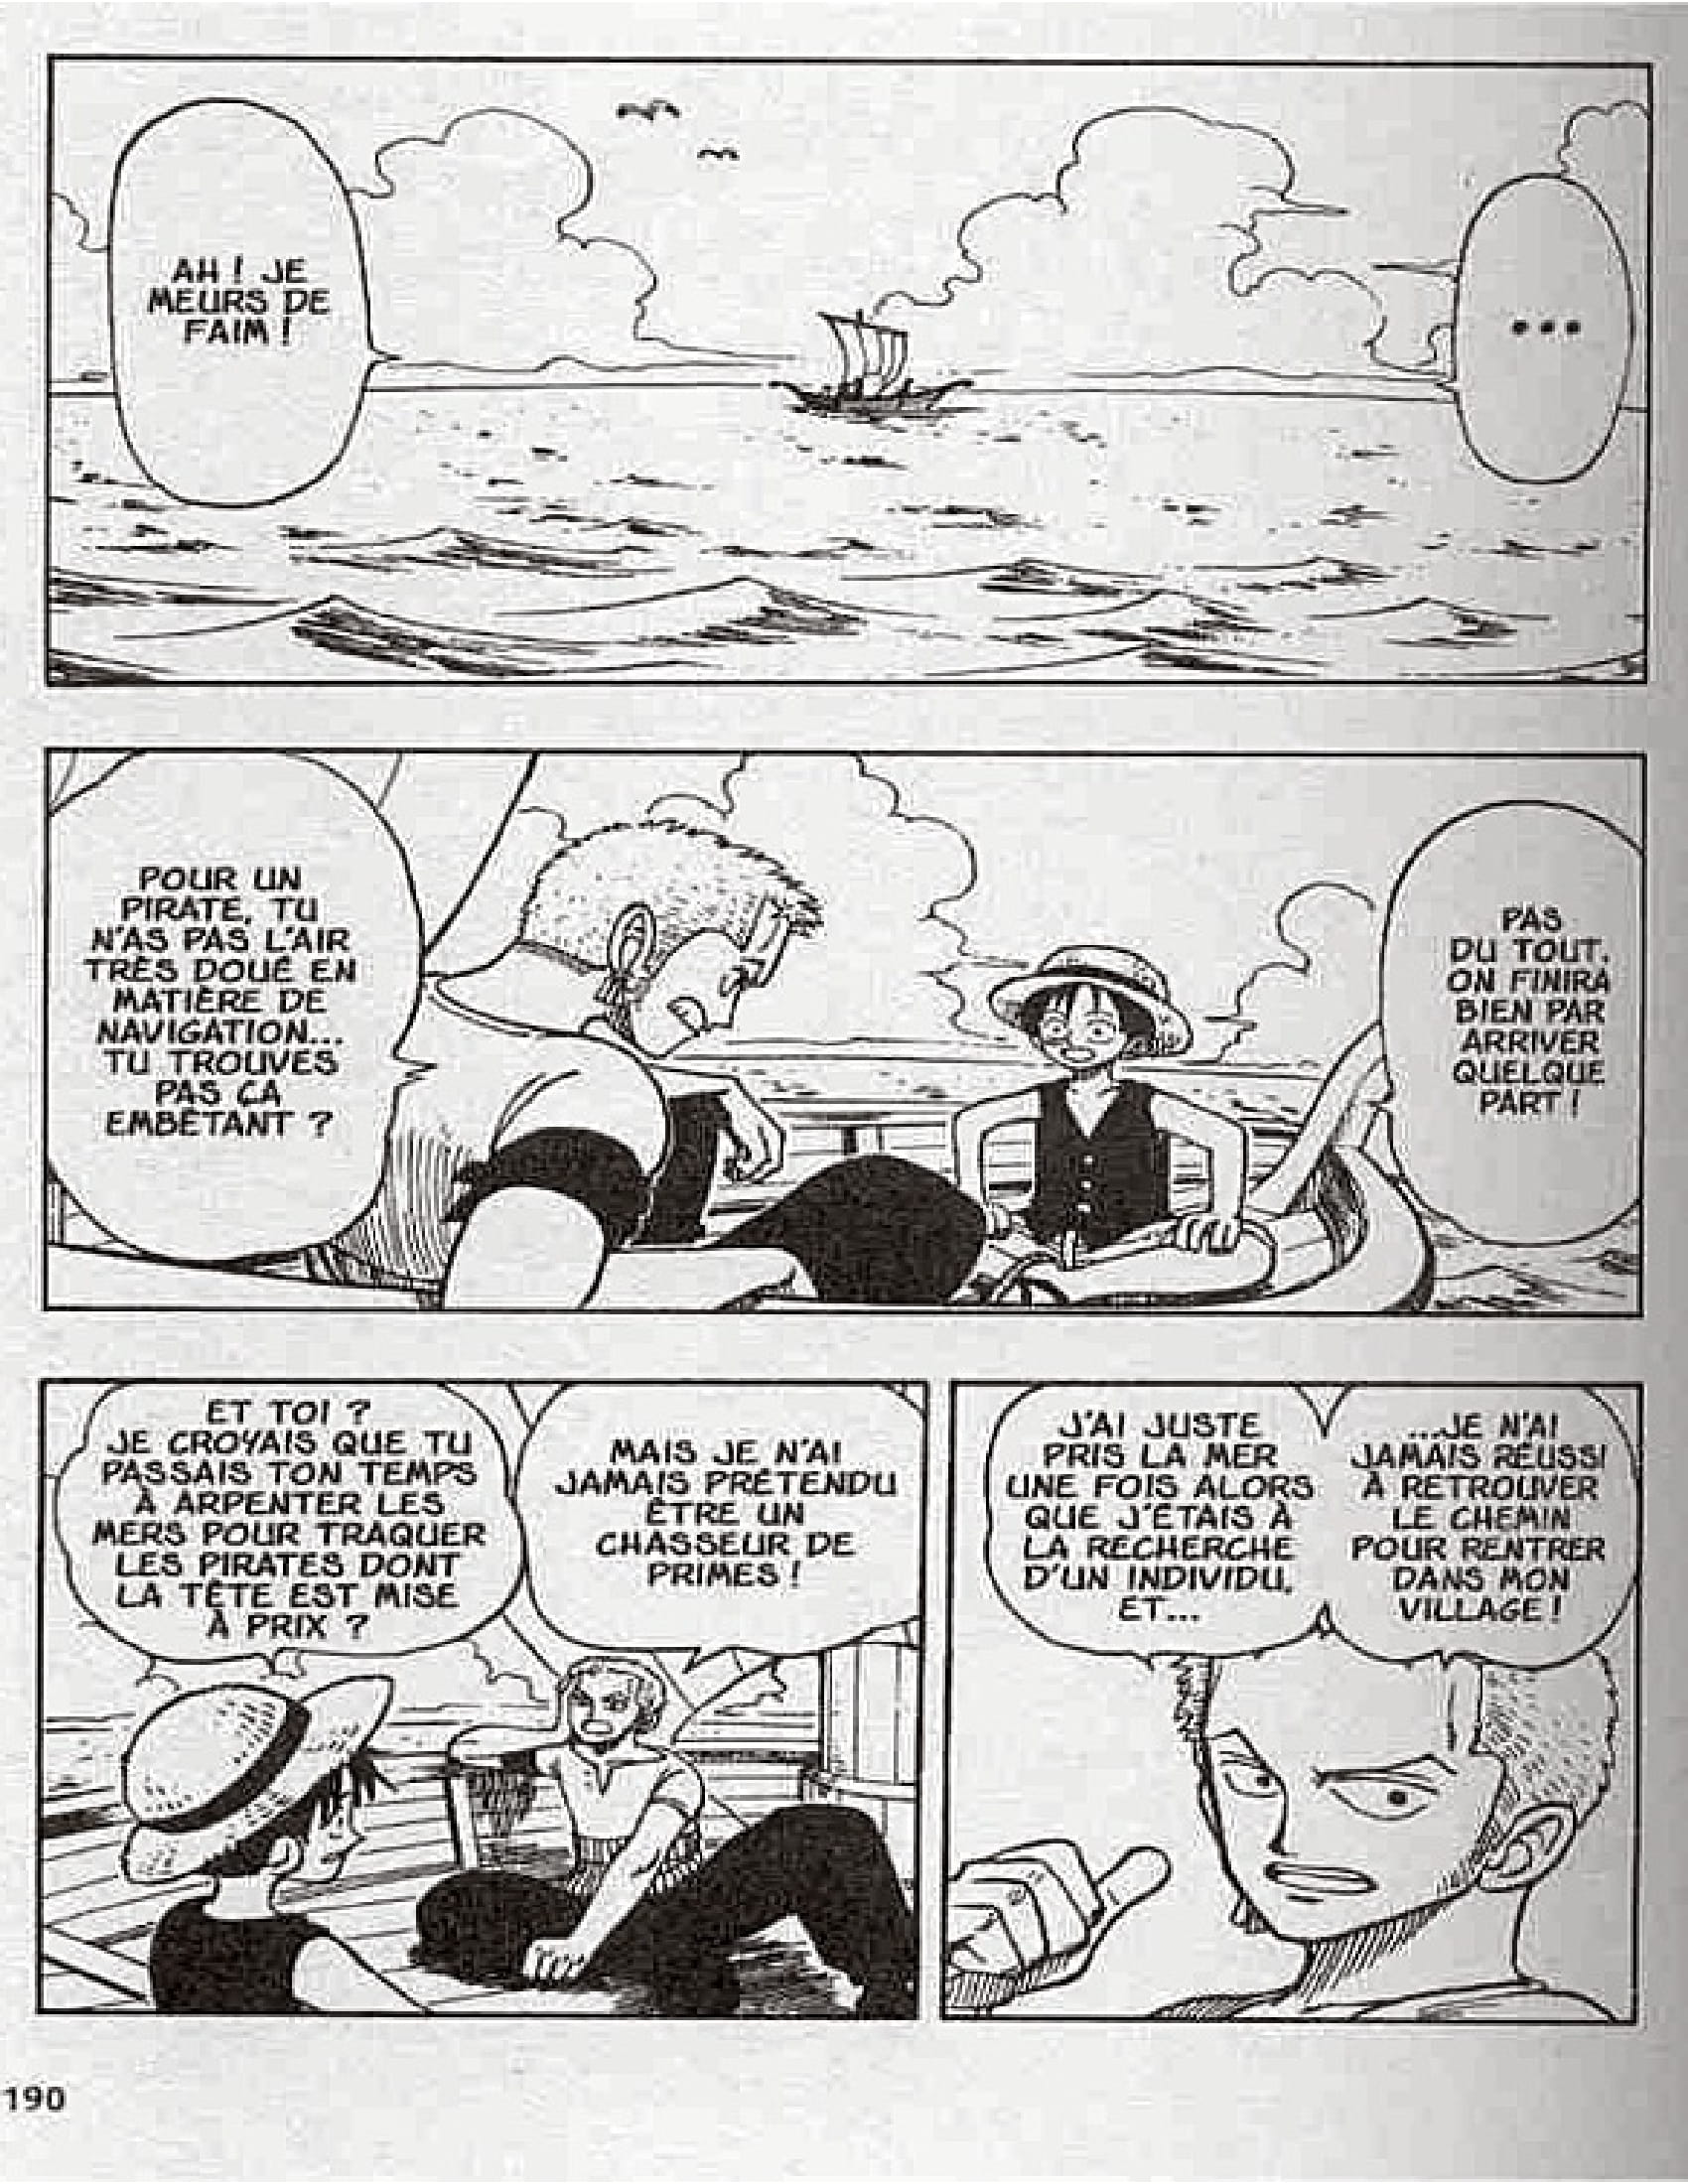 AH ! JE
MEURS DE
FAIM !
...
POUR UN
PIRATE, TU
N'AS PAS L'AIR
TRÈS DOUÉ EN
MATIÈRE DE
NAVIGATION...
TU TROUVES
PAS ÇA
EMBÊTANT ?
PAS
DU TOUT.
ON FINIRA
BIEN PAR
ARRIVER
QUELQUE
PART !
ET TOI ?
JE CROYAIS QUE TU
PASSAIS TON TEMPS
À ARPENTER LES
MERS POUR TRAQUER
LES PIRATES DONT
LA TÊTE EST MISE
À PRIX ?
MAIS JE N'AI
JAMAIS PRÉTENDU
ÊTRE UN
CHASSEUR DE
PRIMES !
J'AI JUSTE
PRIS LA MER
UNE FOIS ALORS
QUE J'ÉTAIS À
LA RECHERCHE
D'UN INDIVIDU,
ET...
...JE N'AI
JAMAIS RÉUSSI
À RETROUVER
LE CHEMIN
POUR RENTRER
DANS MON
VILLAGE !
190